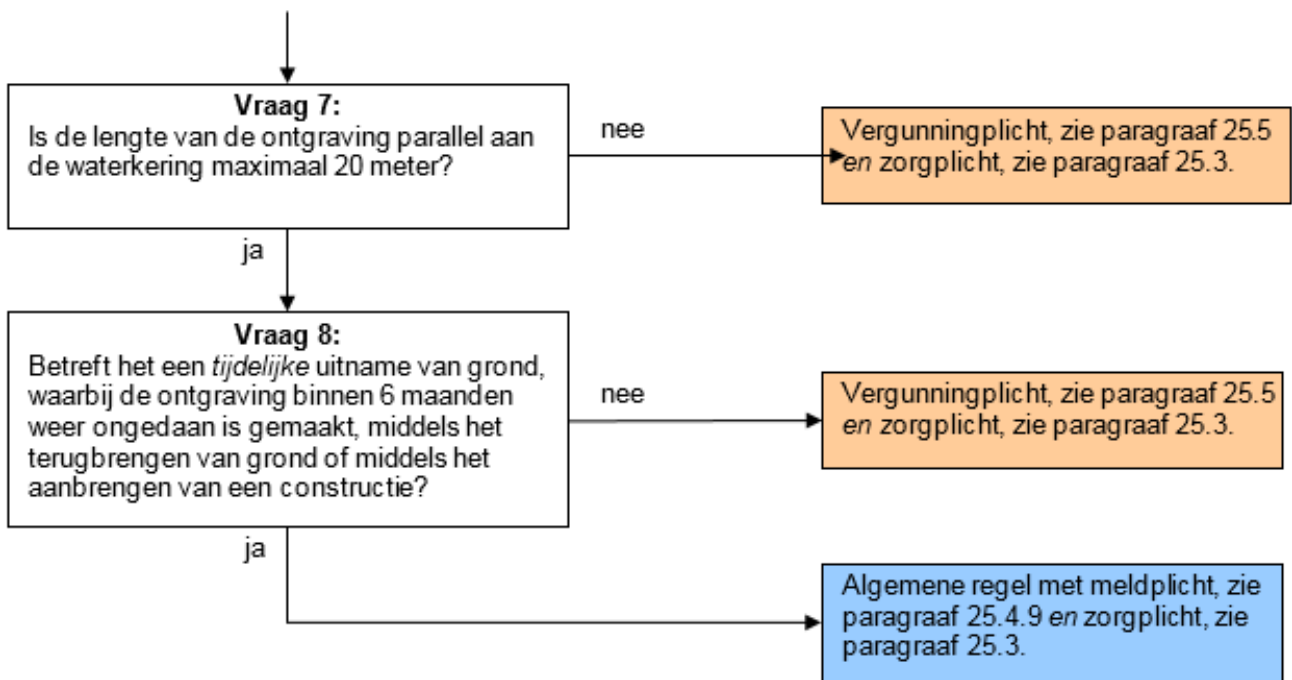 Vraag 7:
Is de lengte van de ontgraving parallel aan
de waterkering maximaal 20 meter?
nee
Vergunningplicht, zie paragraaf 25.5
en zorgplicht, zie paragraaf 25.3.
ja
Vraag 8:
Betreft het een tijdelijke uitname van grond,
waarbij de ontgraving binnen 6 maanden
weer ongedaan is gemaakt, middels het
terugbrengen van grond of middels het
aanbrengen van een constructie?
nee
Vergunningplicht, zie paragraaf 25.5
en zorgplicht, zie paragraaf 25.3.
ja
Algemene regel met meldplicht, zie
paragraaf 25.4.9 en zorgplicht, zie
paragraaf 25.3.